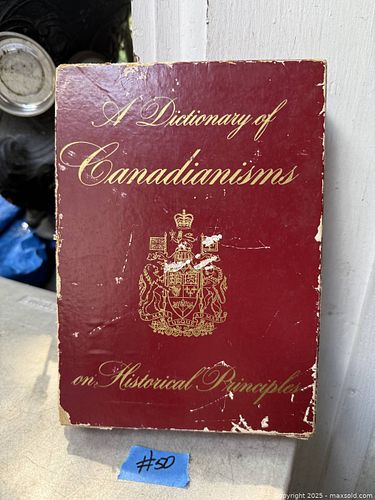 A Dictionary of
Canadianisms
on Historical Principles
#50
© Copyright 2025 - maxsold.com